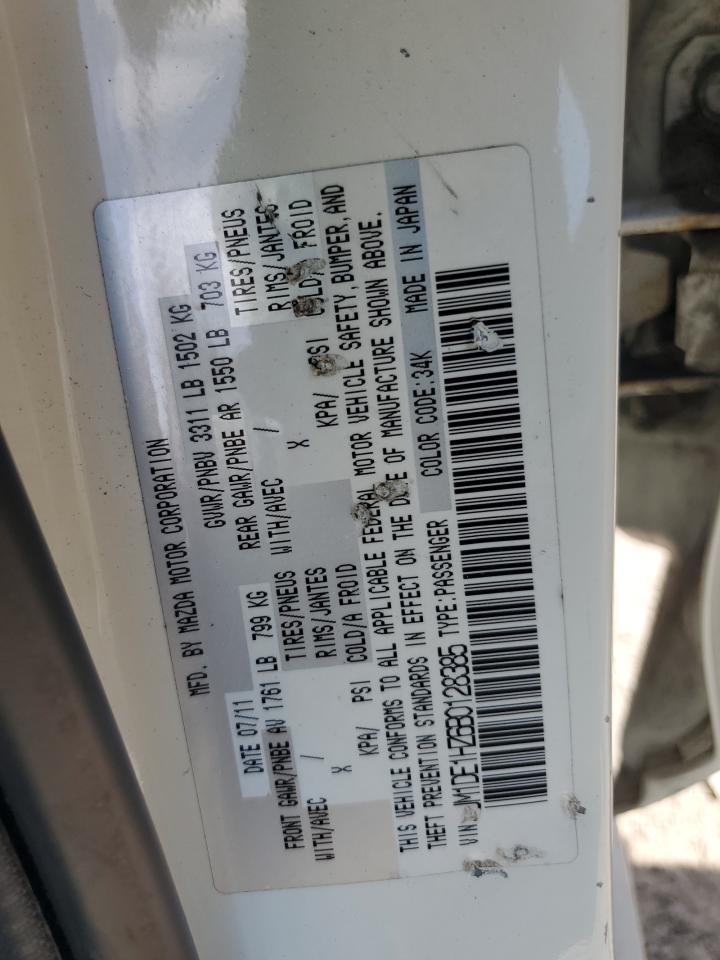 MFD. BY MAZDA MOTOR CORPORATION
DATE 07/11 GVWR/PNBV 3311 LB 1502 KG
FRONT GAWR/PNBE AV 1761 LB 799 KG REAR GAWR/PNBE AR 1550 LB 703 KG
WITH/AVEC / TIRES/PNEUS WITH/AVEC / TIRES/PNEUS
X RIMS/JANTES X RIMS/JANTES
KPA/ PSI COLD/A FROID KPA/ PSI COLD/A FROID
THIS VEHICLE CONFORMS TO ALL APPLICABLE FEDERAL MOTOR VEHICLE SAFETY, BUMPER, AND
THEFT PREVENTION STANDARDS IN EFFECT ON THE DATE OF MANUFACTURE SHOWN ABOVE.
VIN: JM1DE1HZ6B0128385 TYPE:PASSENGER COLOR CODE:34K MADE IN JAPAN